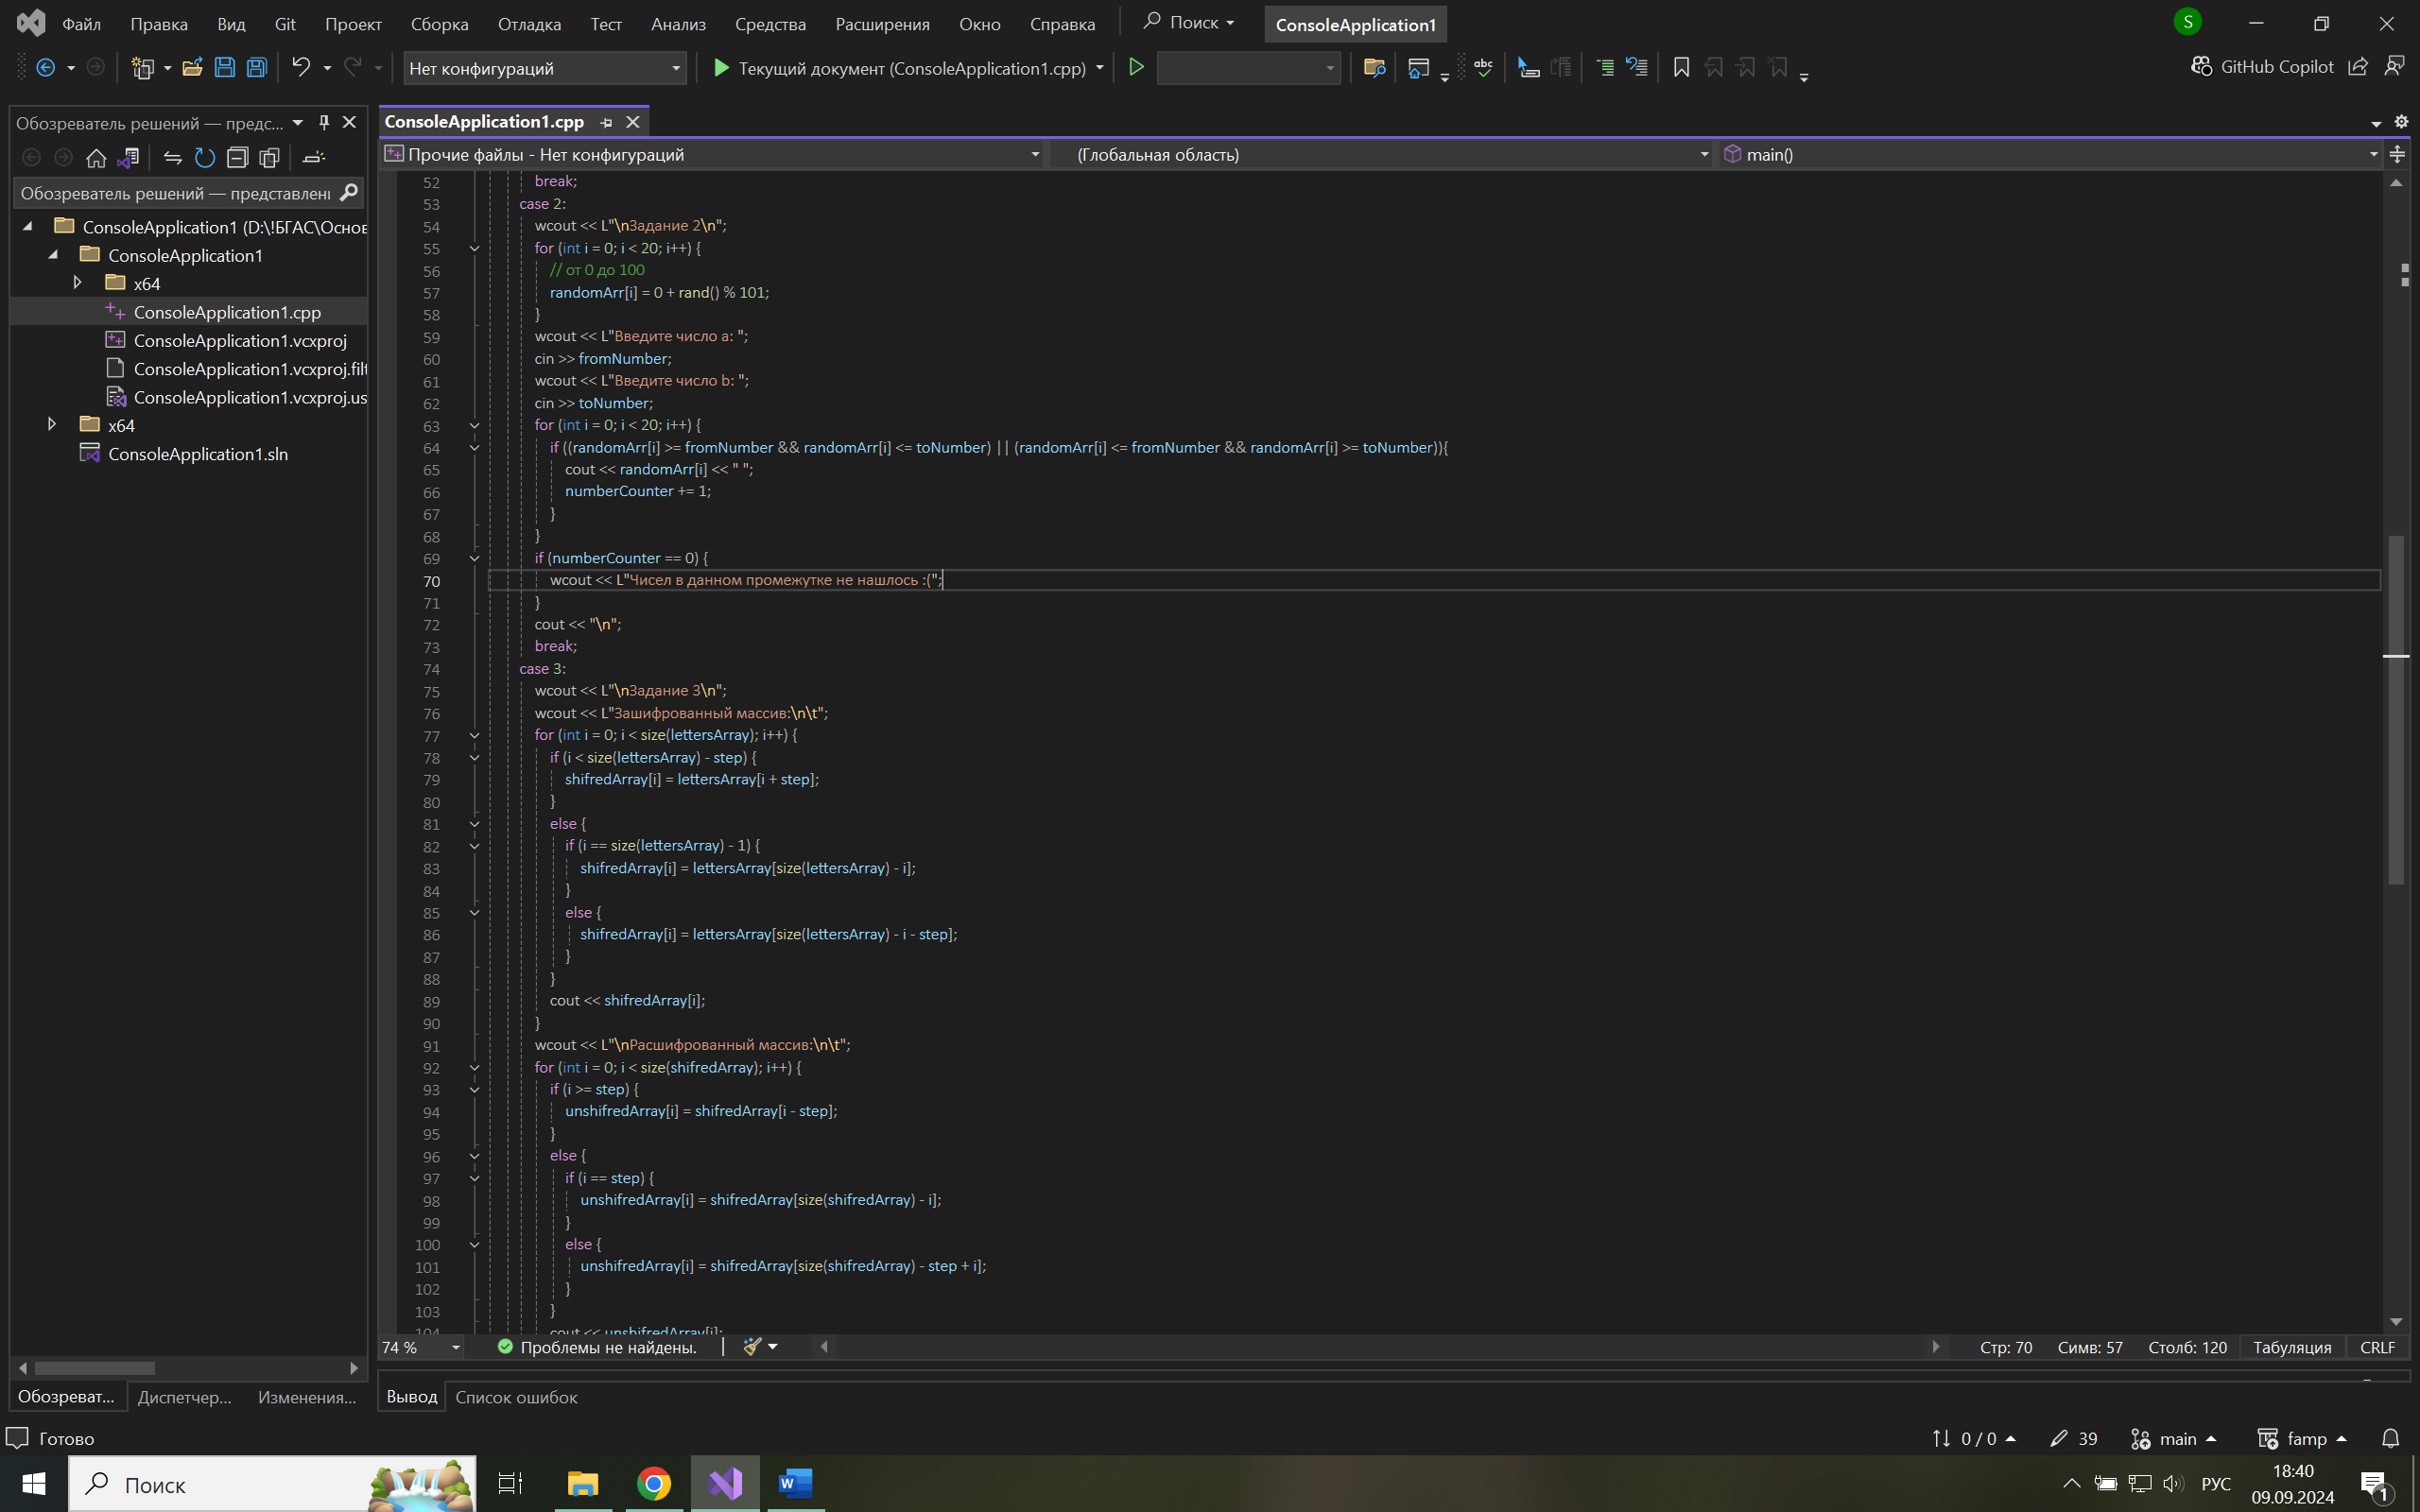 Файл Правка Вид Git Проект Сборка Отладка Тест Анализ Средства Расширения Окно Справка Поиск ConsoleApplication1 S
Нет конфигураций Текущий документ (ConsoleApplication1.cpp) abc GitHub Copilot
Обозреватель решений — предс...
Обозреватель решений — представлен
ConsoleApplication1 (D:\!БГАС\Основ
ConsoleApplication1
x64
ConsoleApplication1.cpp
ConsoleApplication1.vcxproj
ConsoleApplication1.vcxproj.filt
ConsoleApplication1.vcxproj.us
x64
ConsoleApplication1.sln
ConsoleApplication1.cpp
Прочие файлы - Нет конфигураций (Глобальная область) main()
52 break;
53 case 2:
54 wcout << L"\nЗадание 2\n";
55 for (int i = 0; i < 20; i++) {
56 // от 0 до 100
57 randomArr[i] = 0 + rand() % 101;
58 }
59 wcout << L"Введите число a: ";
60 cin >> fromNumber;
61 wcout << L"Введите число b: ";
62 cin >> toNumber;
63 for (int i = 0; i < 20; i++) {
64 if ((randomArr[i] >= fromNumber && randomArr[i] <= toNumber) || (randomArr[i] <= fromNumber && randomArr[i] >= toNumber)){
65 cout << randomArr[i] << " ";
66 numberCounter += 1;
67 }
68 }
69 if (numberCounter == 0) {
70 wcout << L"Чисел в данном промежутке не нашлось :(";
71 }
72 cout << "\n";
73 break;
74 case 3:
75 wcout << L"\nЗадание 3\n";
76 wcout << L"Зашифрованный массив:\n\t";
77 for (int i = 0; i < size(lettersArray); i++) {
78 if (i < size(lettersArray) - step) {
79 shifredArray[i] = lettersArray[i + step];
80 }
81 else {
82 if (i == size(lettersArray) - 1) {
83 shifredArray[i] = lettersArray[size(lettersArray) - i];
84 }
85 else {
86 shifredArray[i] = lettersArray[size(lettersArray) - i - step];
87 }
88 }
89 cout << shifredArray[i];
90 }
91 wcout << L"\nРасшифрованный массив:\n\t";
92 for (int i = 0; i < size(shifredArray); i++) {
93 if (i >= step) {
94 unshifredArray[i] = shifredArray[i - step];
95 }
96 else {
97 if (i == step) {
98 unshifredArray[i] = shifredArray[size(shifredArray) - i];
99 }
100 else {
101 unshifredArray[i] = shifredArray[size(shifredArray) - step + i];
102 }
103 }
104 cout << unshifredArray[i];
74 % Проблемы не найдены. Стр: 70 Симв: 57 Столб: 120 Табуляция CRLF
Обозреват... Диспетчер... Изменения... Вывод Список ошибок
Готово 0 / 0 39 main famp
Поиск РУС 18:40
09.09.2024 1